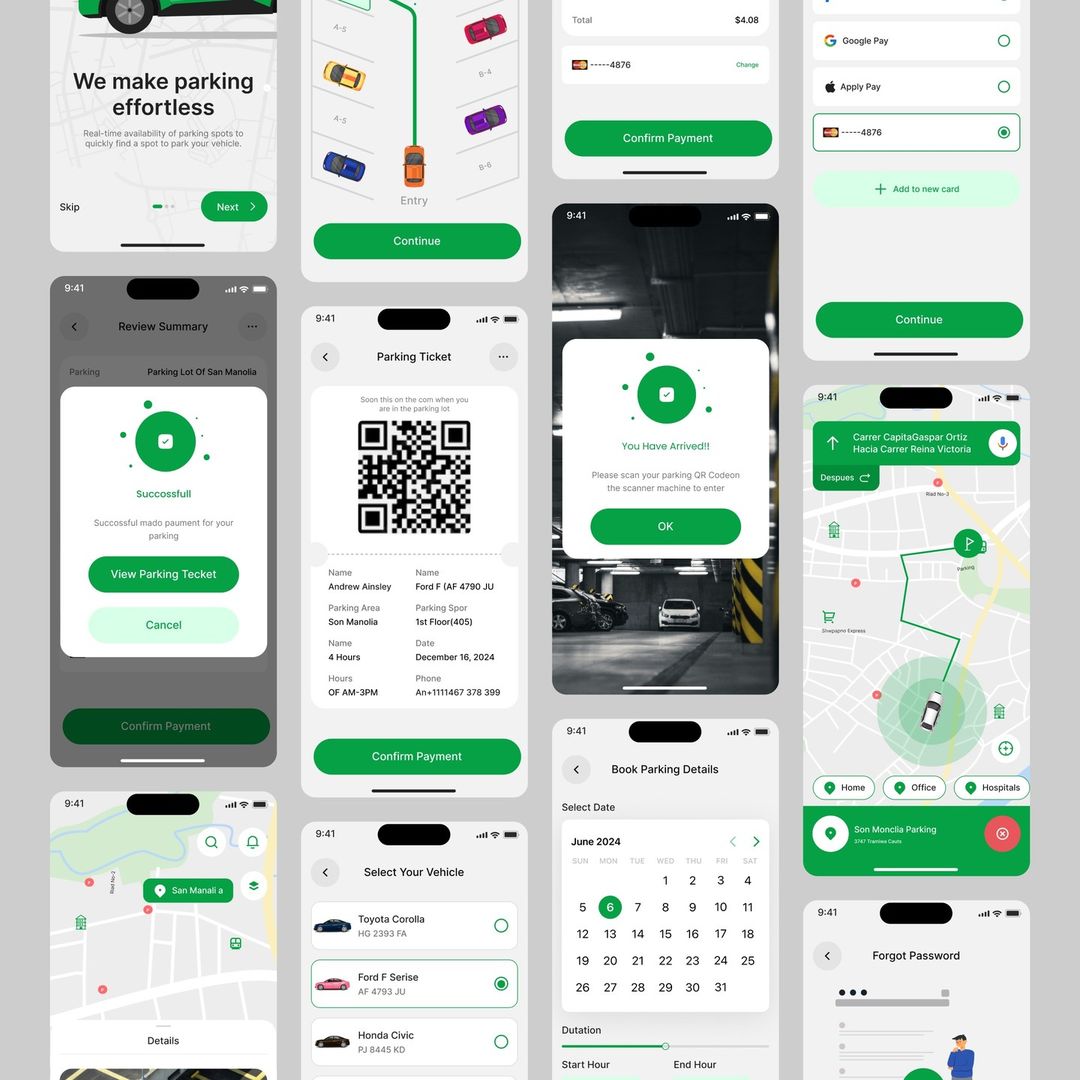 We make parking
effortless
Real-time availability of parking spots to
quickly find a spot to park your vehicle.
Skip
Next
9:41
Review Summary
Parking
Parking Lot Of San Manolia
Successfull
Successful mado paument for your
parking
View Parking Tecket
Cancel
Confirm Payment
9:41
Riad No-2
San Manali a
Details
A-5
B-4
A-5
B-6
Entry
Continue
9:41
Parking Ticket
Soon this on the com when you
are in the parking lot
Name
Name
Andrew Ainsley
Ford F (AF 4790 JU
Parking Area
Parking Spor
Son Manolia
1st Floor(405)
Name
Date
4 Hours
December 16, 2024
Hours
Phone
OF AM-3PM
An+1111467 378 399
Confirm Payment
9:41
Select Your Vehicle
Toyota Corolla
HG 2393 FA
Ford F Serise
AF 4793 JU
Honda Civic
PJ 8445 KD
Total
$4.08
-----4876
Change
Confirm Payment
9:41
You Have Arrived!!
Please scan your parking QR Codeon
the scanner machine to enter
OK
9:41
Book Parking Details
Select Date
June 2024
SUN MON TUE WED THU FRI SAT
1 2 3 4
5 6 7 8 9 10 11
12 13 14 15 16 17 18
19 20 21 22 23 24 25
26 27 28 29 30 31
Dutation
Start Hour
End Hour
Google Pay
Apply Pay
-----4876
Add to new card
Continue
9:41
Carrer CapitaGaspar Ortiz
Hacia Carrer Reina Victoria
Despues
Riad No-3
Parking
Shwpapno Express
Home
Office
Hospitals
Son Monclia Parking
3747 Tramiwa Cauts
9:41
Forgot Password